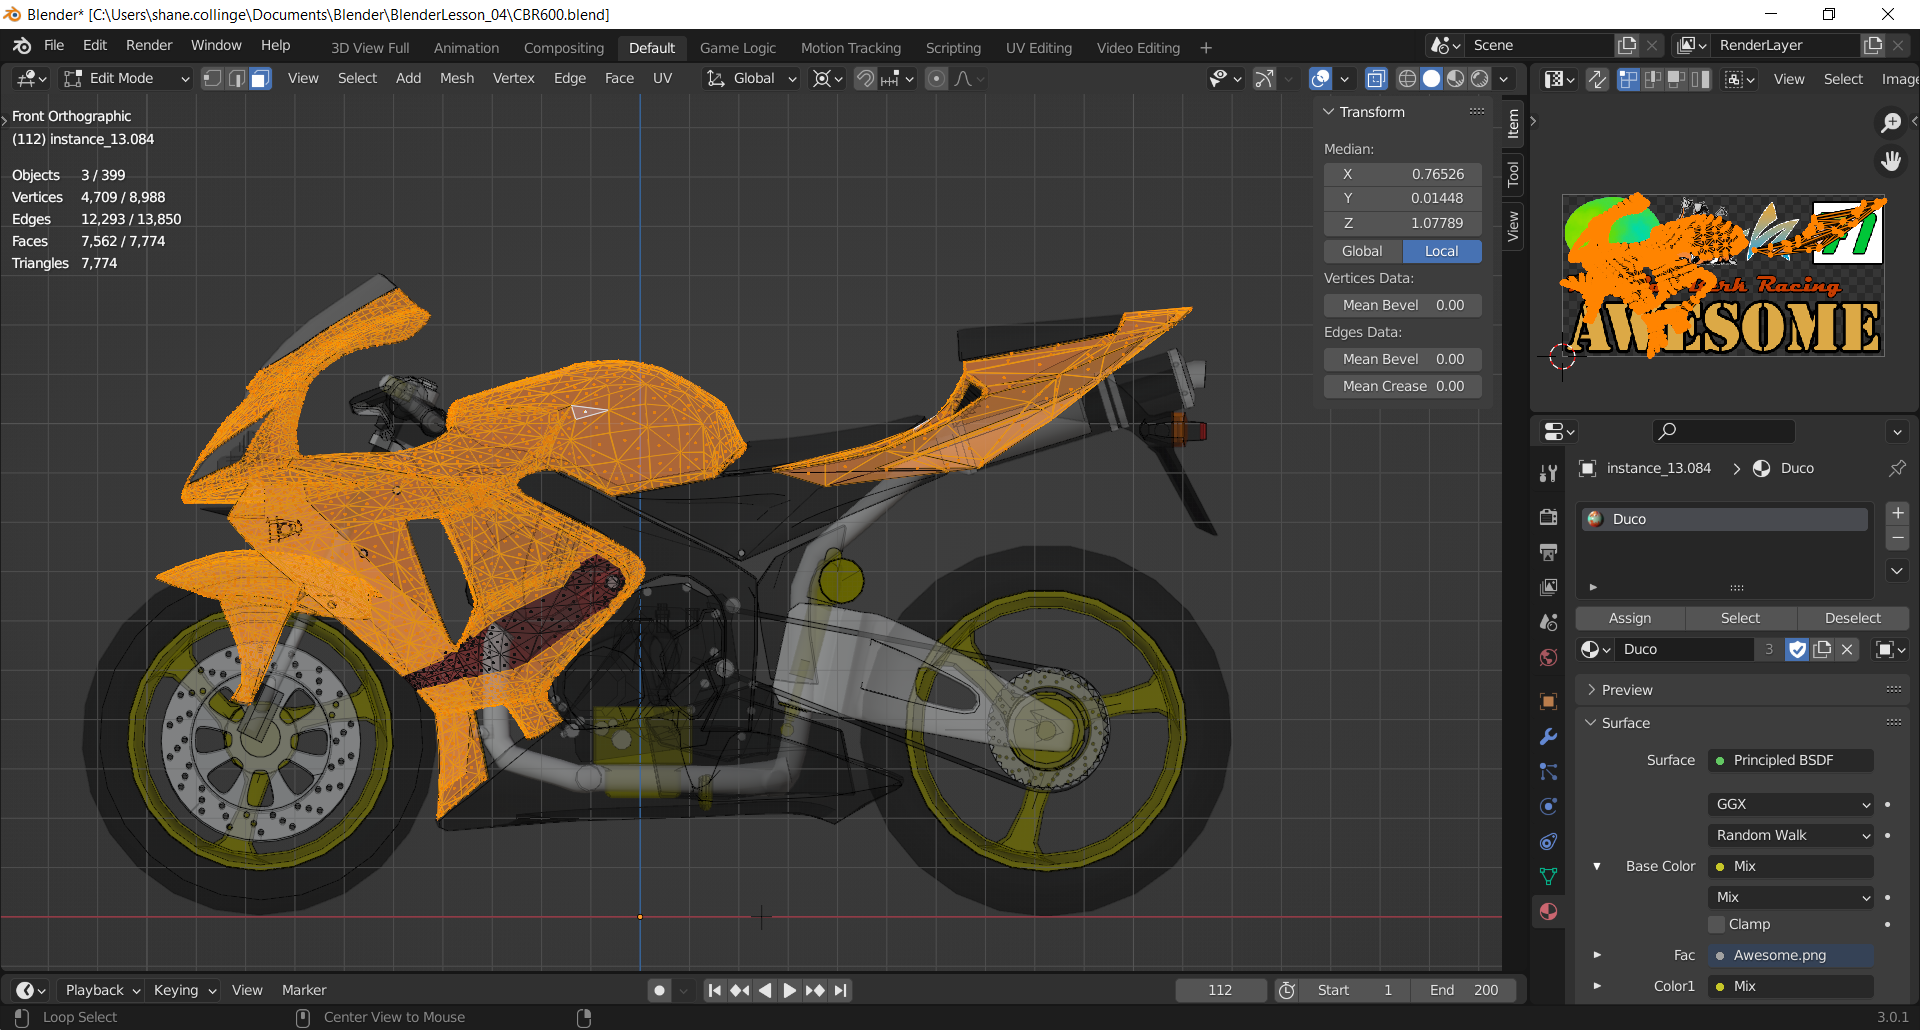 Blender* [C:\Users\shane.collinge\Documents\Blender\BlenderLesson_04\CBR600.blend]
File Edit Render Window Help 3D View Full Animation Compositing Default Game Logic Motion Tracking Scripting UV Editing Video Editing + Scene RenderLayer
Edit Mode View Select Add Mesh Vertex Edge Face UV Global View Select Image
Front Orthographic
(112) instance_13.084
Objects 3 / 399
Vertices 4,709 / 8,988
Edges 12,293 / 13,850
Faces 7,562 / 7,774
Triangles 7,774
Transform
Median:
X 0.76526
Y 0.01448
Z 1.07789
Global Local
Vertices Data:
Mean Bevel 0.00
Edges Data:
Mean Bevel 0.00
Mean Crease 0.00
Item
Tool
View
Racing
AWESOME
instance_13.084 > Duco
Duco
Assign Select Deselect
Duco 3
Preview
Surface
Surface Principled BSDF
GGX
Random Walk
Base Color Mix
Mix
Clamp
Fac Awesome.png
Color1 Mix
Playback Keying View Marker 112 Start 1 End 200
Loop Select Center View to Mouse 3.0.1